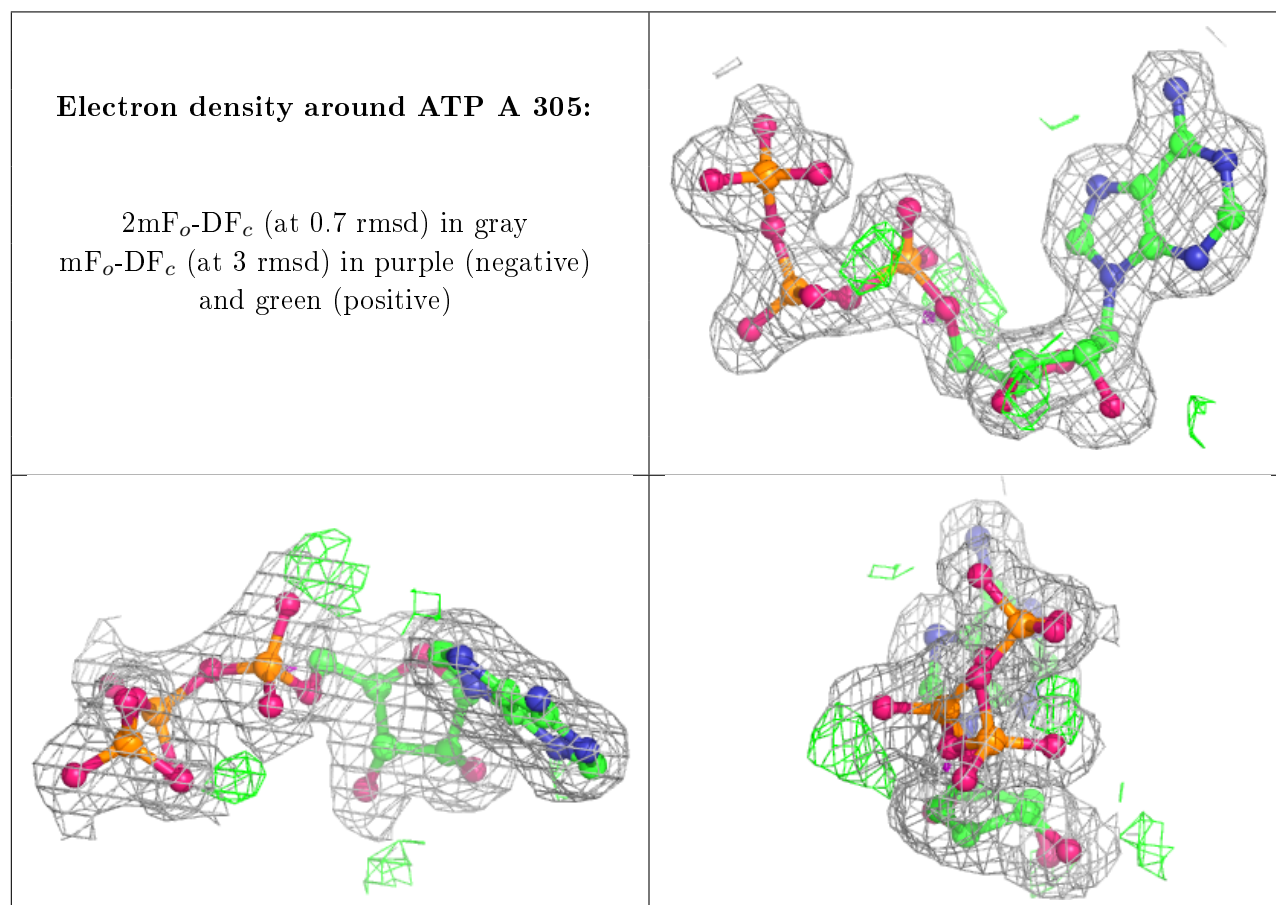 Electron density around ATP A 305:
2mFo-DFc (at 0.7 rmsd) in gray
mFo-DFc (at 3 rmsd) in purple (negative)
and green (positive)